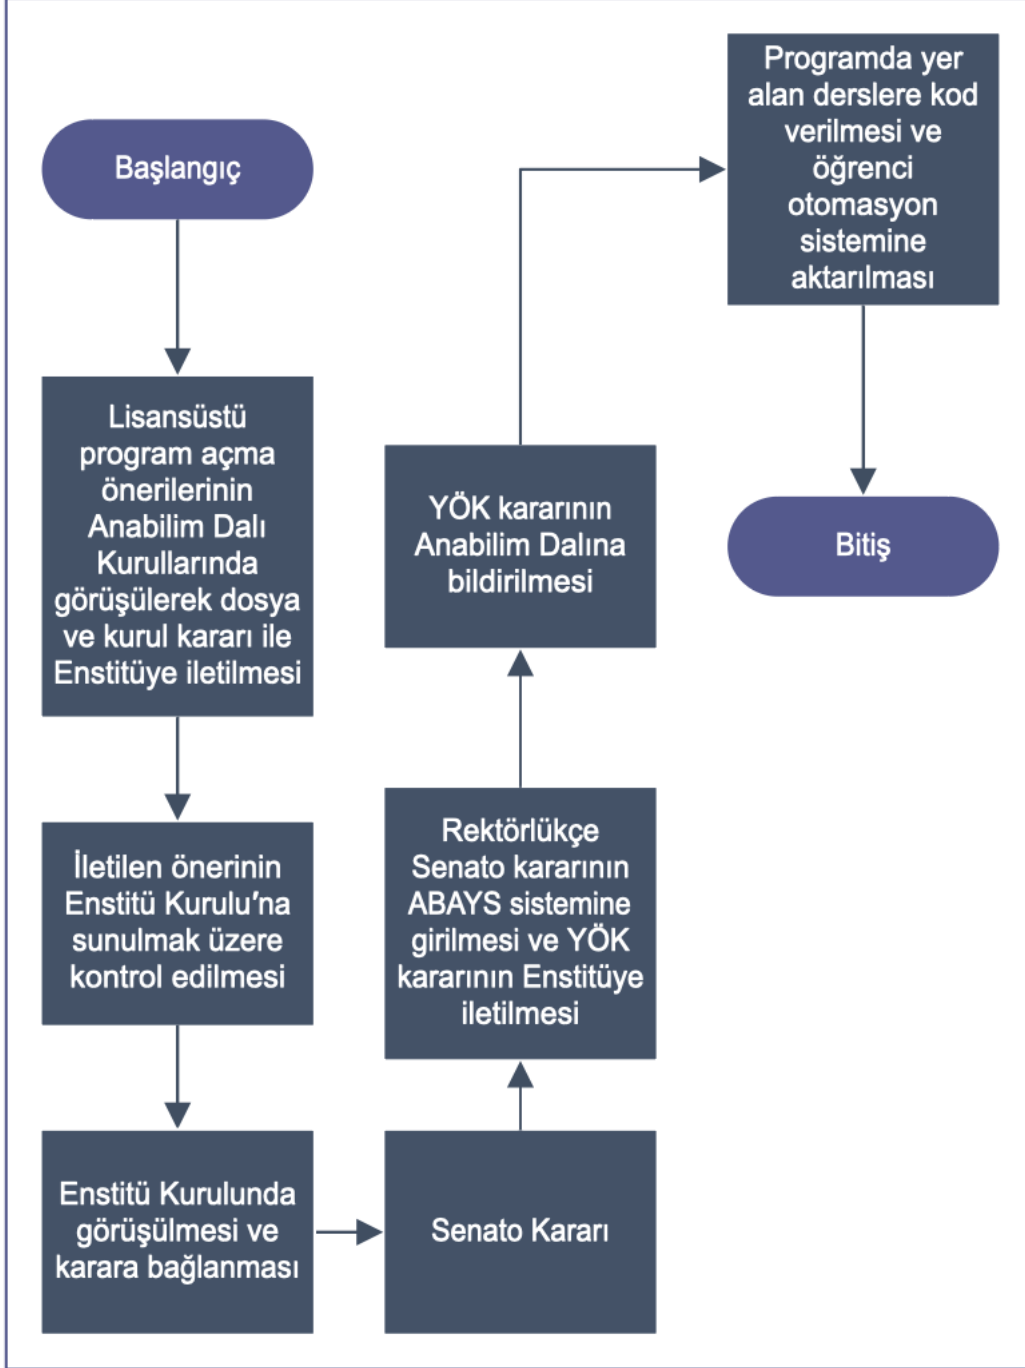 Başlangıç
Lisansüstü
program açma
önerilerinin
Anabilim Dalı
Kurullarında
görüşülerek dosya
ve kurul kararı ile
Enstitüye iletilmesi
İletilen önerinin
Enstitü Kurulu'na
sunulmak üzere
kontrol edilmesi
Enstitü Kurulunda
görüşülmesi ve
karara bağlanması
Senato Kararı
Rektörlükçe
Senato kararının
ABAYS sistemine
girilmesi ve YÖK
kararının Enstitüye
iletilmesi
YÖK kararının
Anabilim Dalına
bildirilmesi
Programda yer
alan derslere kod
verilmesi ve
öğrenci
otomasyon
sistemine
aktarılması
Bitiş